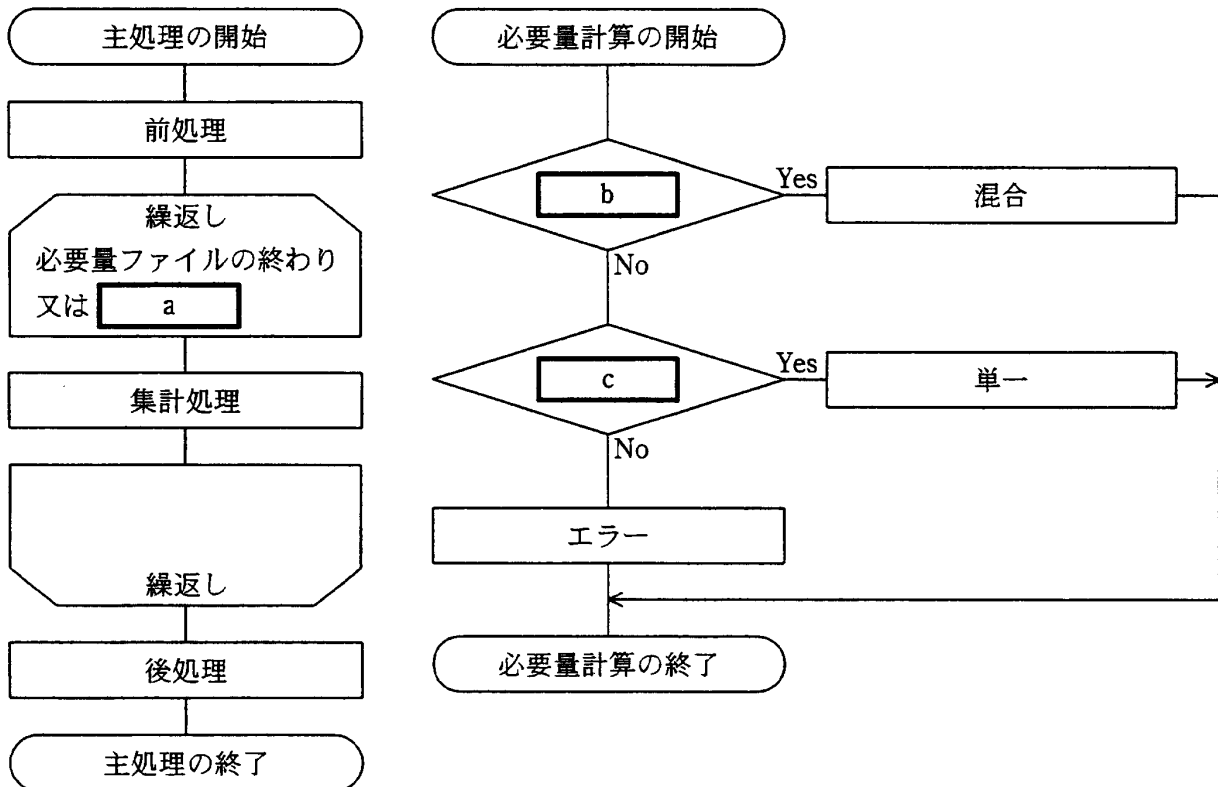 主処理の開始
前処理
繰返し
必要量ファイルの終わり
又は a
集計処理
繰返し
後処理
主処理の終了
必要量計算の開始
b
Yes
混合
No
c
Yes
単一
No
エラー
必要量計算の終了